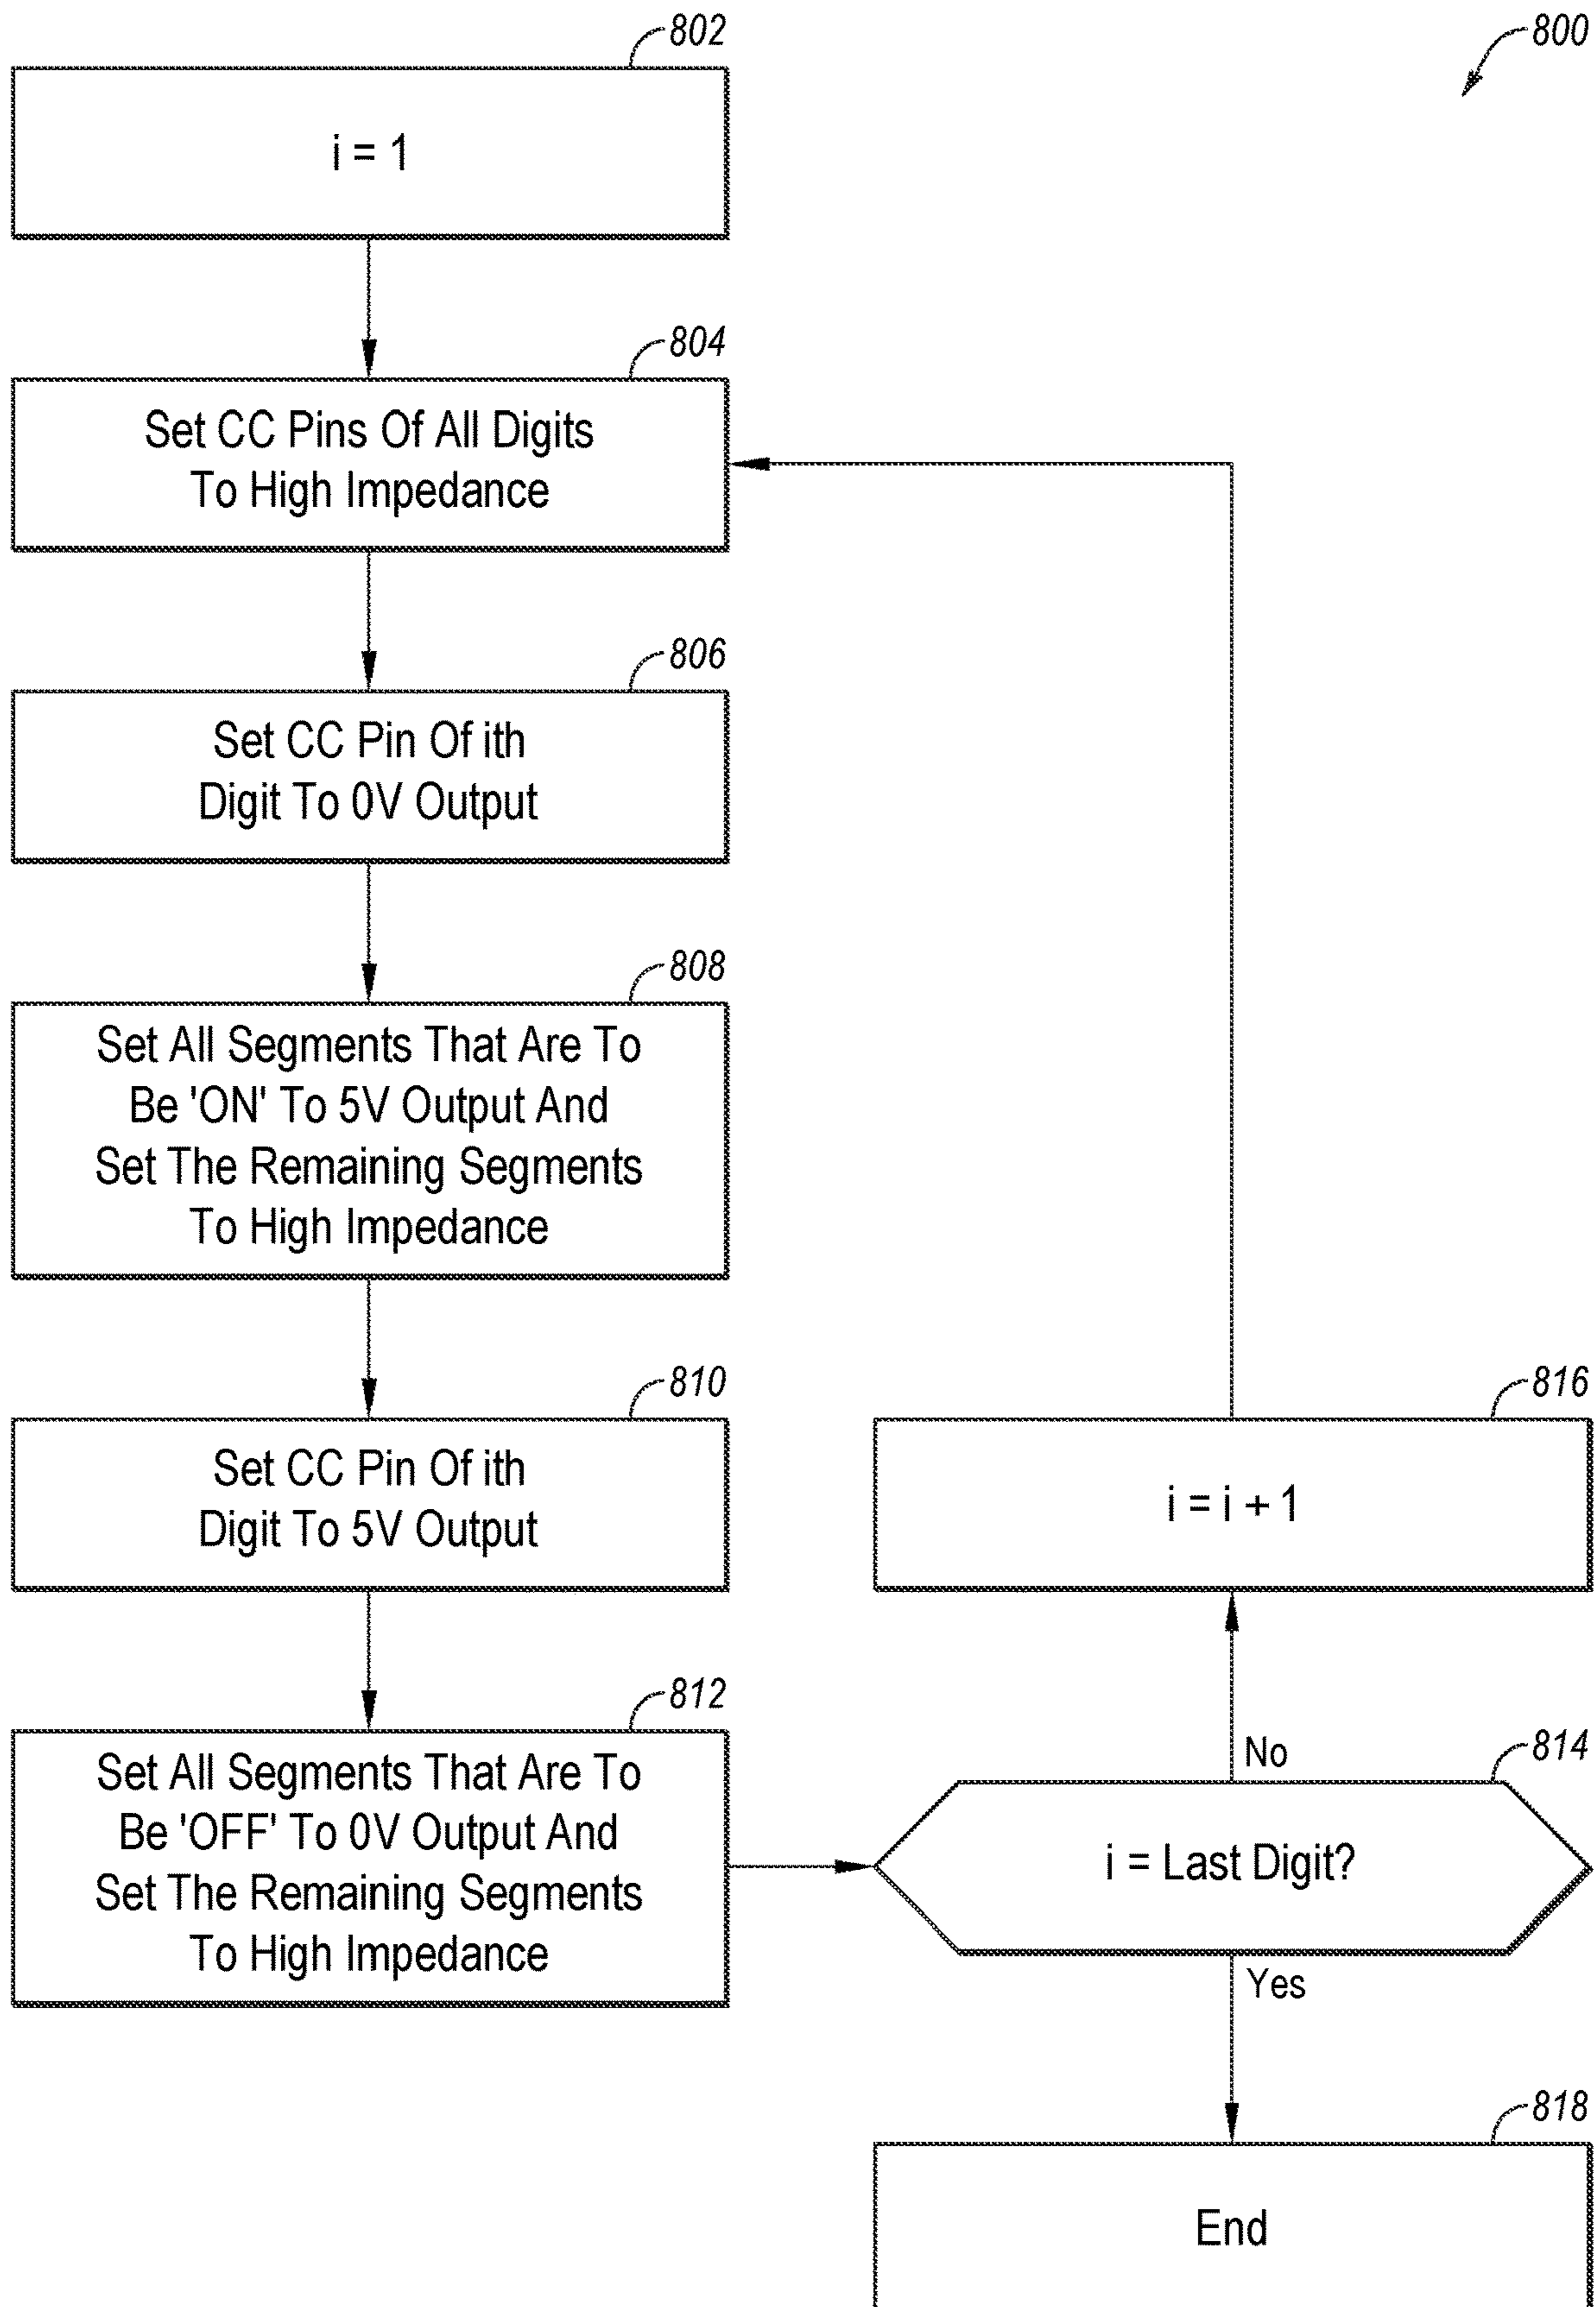 800
802
i = 1
804
Set CC Pins Of All Digits
To High Impedance
806
Set CC Pin Of ith
Digit To 0V Output
808
Set All Segments That Are To
Be 'ON' To 5V Output And
Set The Remaining Segments
To High Impedance
810
Set CC Pin Of ith
Digit To 5V Output
812
Set All Segments That Are To
Be 'OFF' To 0V Output And
Set The Remaining Segments
To High Impedance
814
i = Last Digit?
No
816
i = i + 1
Yes
818
End